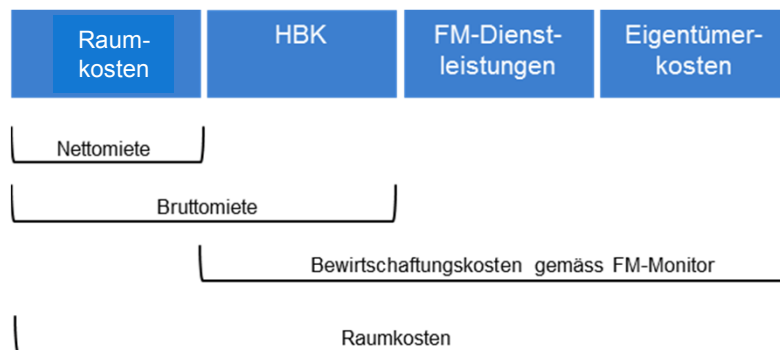 Raum-
kosten
HBK
FM-Dienst-
leistungen
Eigentümer-
kosten
Nettomiete
Bruttomiete
Bewirtschaftungskosten gemäss FM-Monitor
Raumkosten